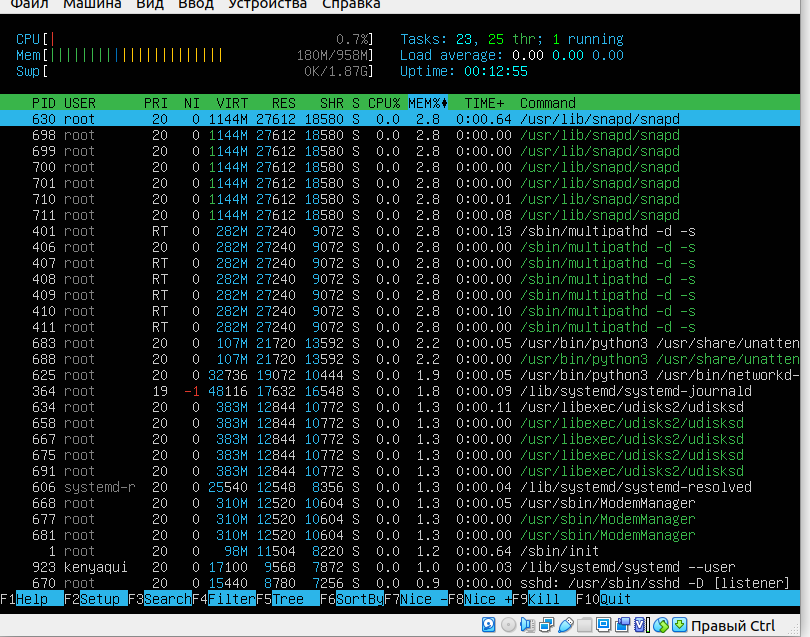 Файл Машина Вид Ввод Устройства Справка
CPU[| 0.7%] Tasks: 23, 25 thr; 1 running
Mem[|||||||||||||||||||||| 180M/958M] Load average: 0.00 0.00 0.00
Swp[ 0K/1.87G] Uptime: 00:12:55
PID USER PRI NI VIRT RES SHR S CPU% MEM% TIME+ Command
630 root 20 0 1144M 27612 18580 S 0.0 2.8 0:00.64 /usr/lib/snapd/snapd
698 root 20 0 1144M 27612 18580 S 0.0 2.8 0:00.00 /usr/lib/snapd/snapd
699 root 20 0 1144M 27612 18580 S 0.0 2.8 0:00.00 /usr/lib/snapd/snapd
700 root 20 0 1144M 27612 18580 S 0.0 2.8 0:00.00 /usr/lib/snapd/snapd
701 root 20 0 1144M 27612 18580 S 0.0 2.8 0:00.00 /usr/lib/snapd/snapd
710 root 20 0 1144M 27612 18580 S 0.0 2.8 0:00.01 /usr/lib/snapd/snapd
711 root 20 0 1144M 27612 18580 S 0.0 2.8 0:00.08 /usr/lib/snapd/snapd
401 root RT 0 282M 27240 9072 S 0.0 2.8 0:00.13 /sbin/multipathd -d -s
406 root 20 0 282M 27240 9072 S 0.0 2.8 0:00.00 /sbin/multipathd -d -s
407 root RT 0 282M 27240 9072 S 0.0 2.8 0:00.00 /sbin/multipathd -d -s
408 root RT 0 282M 27240 9072 S 0.0 2.8 0:00.00 /sbin/multipathd -d -s
409 root RT 0 282M 27240 9072 S 0.0 2.8 0:00.00 /sbin/multipathd -d -s
410 root RT 0 282M 27240 9072 S 0.0 2.8 0:00.10 /sbin/multipathd -d -s
411 root RT 0 282M 27240 9072 S 0.0 2.8 0:00.00 /sbin/multipathd -d -s
683 root 20 0 107M 21720 13592 S 0.0 2.2 0:00.05 /usr/bin/python3 /usr/share/unatten
688 root 20 0 107M 21720 13592 S 0.0 2.2 0:00.00 /usr/bin/python3 /usr/share/unatten
625 root 20 0 32736 19072 10444 S 0.0 1.9 0:00.05 /usr/bin/python3 /usr/bin/networkd-
364 root 19 -1 48116 17632 16548 S 0.0 1.8 0:00.09 /lib/systemd/systemd-journald
634 root 20 0 383M 12844 10772 S 0.0 1.3 0:00.11 /usr/libexec/udisks2/udisksd
658 root 20 0 383M 12844 10772 S 0.0 1.3 0:00.00 /usr/libexec/udisks2/udisksd
667 root 20 0 383M 12844 10772 S 0.0 1.3 0:00.00 /usr/libexec/udisks2/udisksd
675 root 20 0 383M 12844 10772 S 0.0 1.3 0:00.00 /usr/libexec/udisks2/udisksd
691 root 20 0 383M 12844 10772 S 0.0 1.3 0:00.00 /usr/libexec/udisks2/udisksd
606 systemd-r 20 0 25540 12548 8356 S 0.0 1.3 0:00.04 /lib/systemd/systemd-resolved
668 root 20 0 310M 12520 10604 S 0.0 1.3 0:00.05 /usr/sbin/ModemManager
677 root 20 0 310M 12520 10604 S 0.0 1.3 0:00.00 /usr/sbin/ModemManager
681 root 20 0 310M 12520 10604 S 0.0 1.3 0:00.00 /usr/sbin/ModemManager
1 root 20 0 98M 11504 8220 S 0.0 1.2 0:00.64 /sbin/init
923 kenyaqui 20 0 17100 9568 7872 S 0.0 1.0 0:00.03 /lib/systemd/systemd --user
670 root 20 0 15440 8780 7256 S 0.0 0.9 0:00.00 sshd: /usr/sbin/sshd -D [listener]
F1Help F2Setup F3SearchF4FilterF5Tree F6SortByF7Nice -F8Nice +F9Kill F10Quit
Правый Ctrl